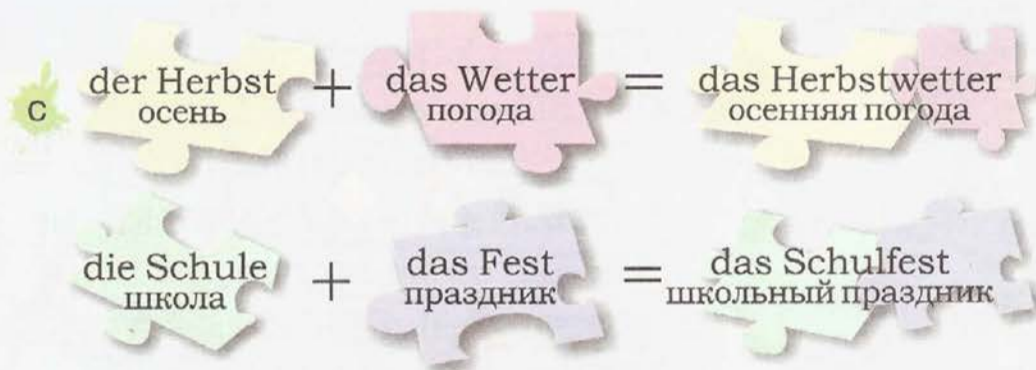 c
der Herbst + das Wetter = das Herbstwetter
осень погода осенняя погода
die Schule + das Fest = das Schulfest
школа праздник школьный праздник